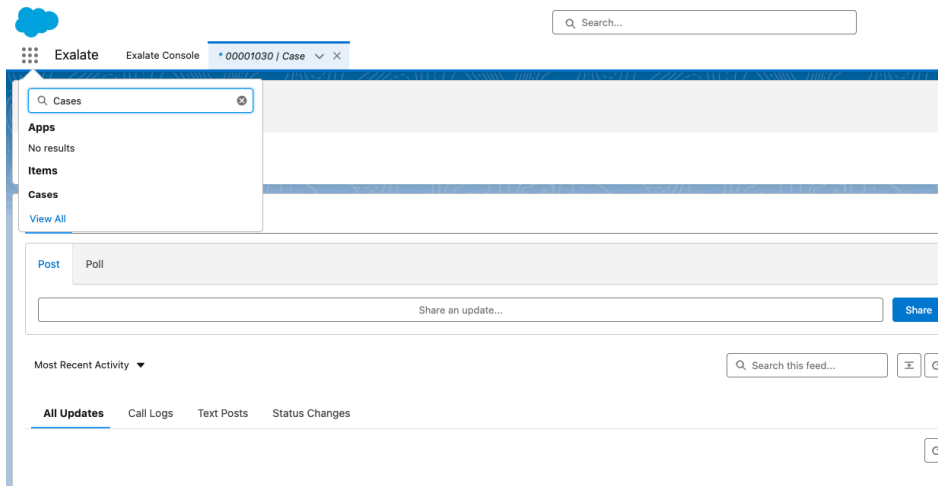 Search...
Exalate
Exalate Console
* 00001030 | Case
Cases
Apps
No results
Items
Cases
View All
Post
Poll
Share an update...
Share
Most Recent Activity
Search this feed...
All Updates
Call Logs
Text Posts
Status Changes